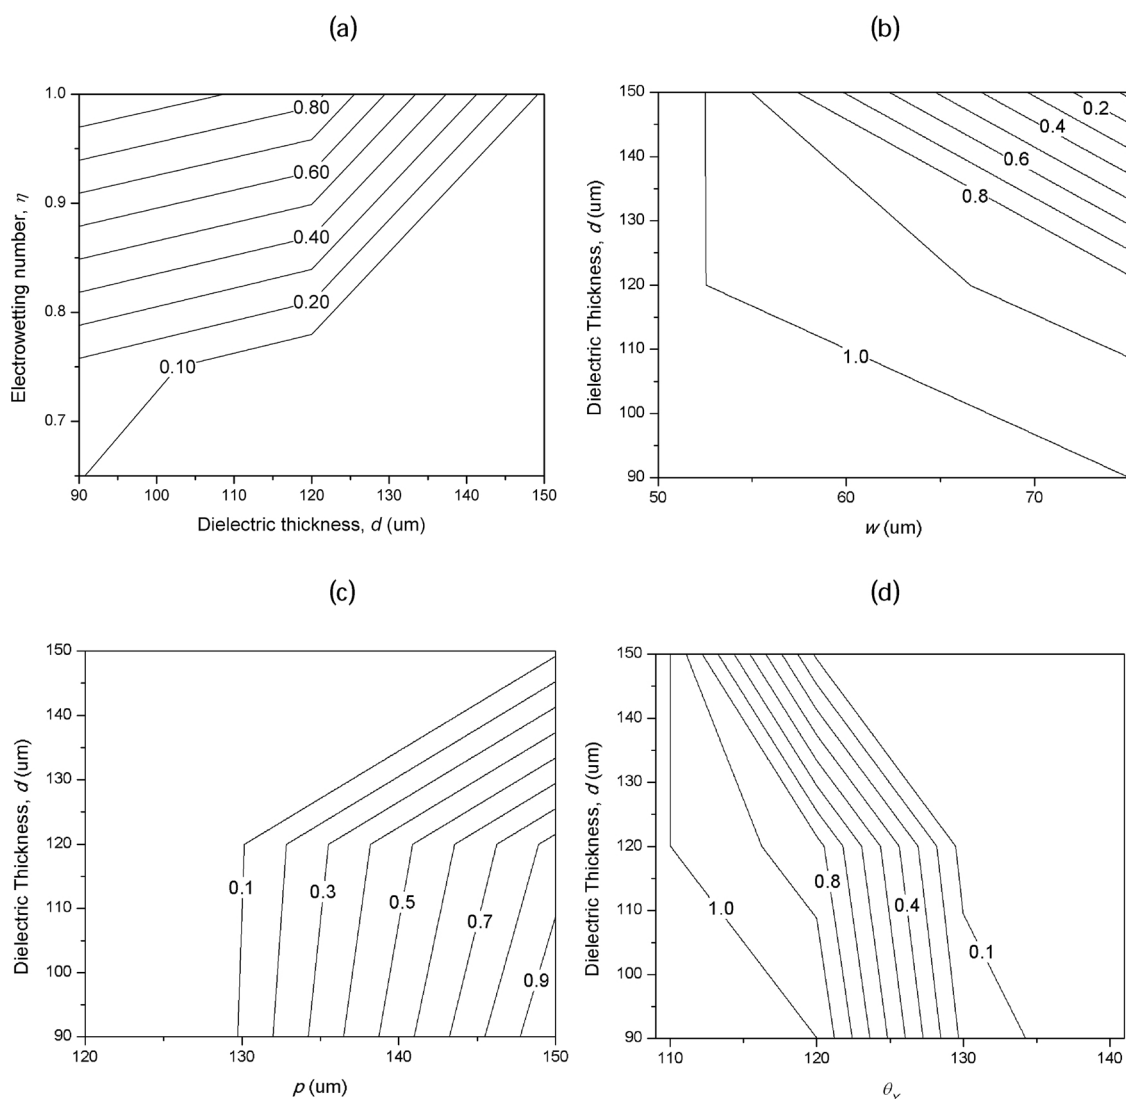 (a)
1.0
0.9
0.8
0.7
Electrowetting number, η
0.80
0.60
0.40
0.20
0.10
90 100 110 120 130 140 150
Dielectric thickness, d (um)
(b)
150
140
130
120
110
100
90
Dielectric Thickness, d (um)
0.2
0.4
0.6
0.8
1.0
50 60 70
w (um)
(c)
150
140
130
120
110
100
90
Dielectric Thickness, d (um)
0.1 0.3 0.5 0.7 0.9
120 130 140 150
p (um)
(d)
150
140
130
120
110
100
90
Dielectric Thickness, d (um)
1.0 0.8 0.4 0.1
110 120 130 140
θ